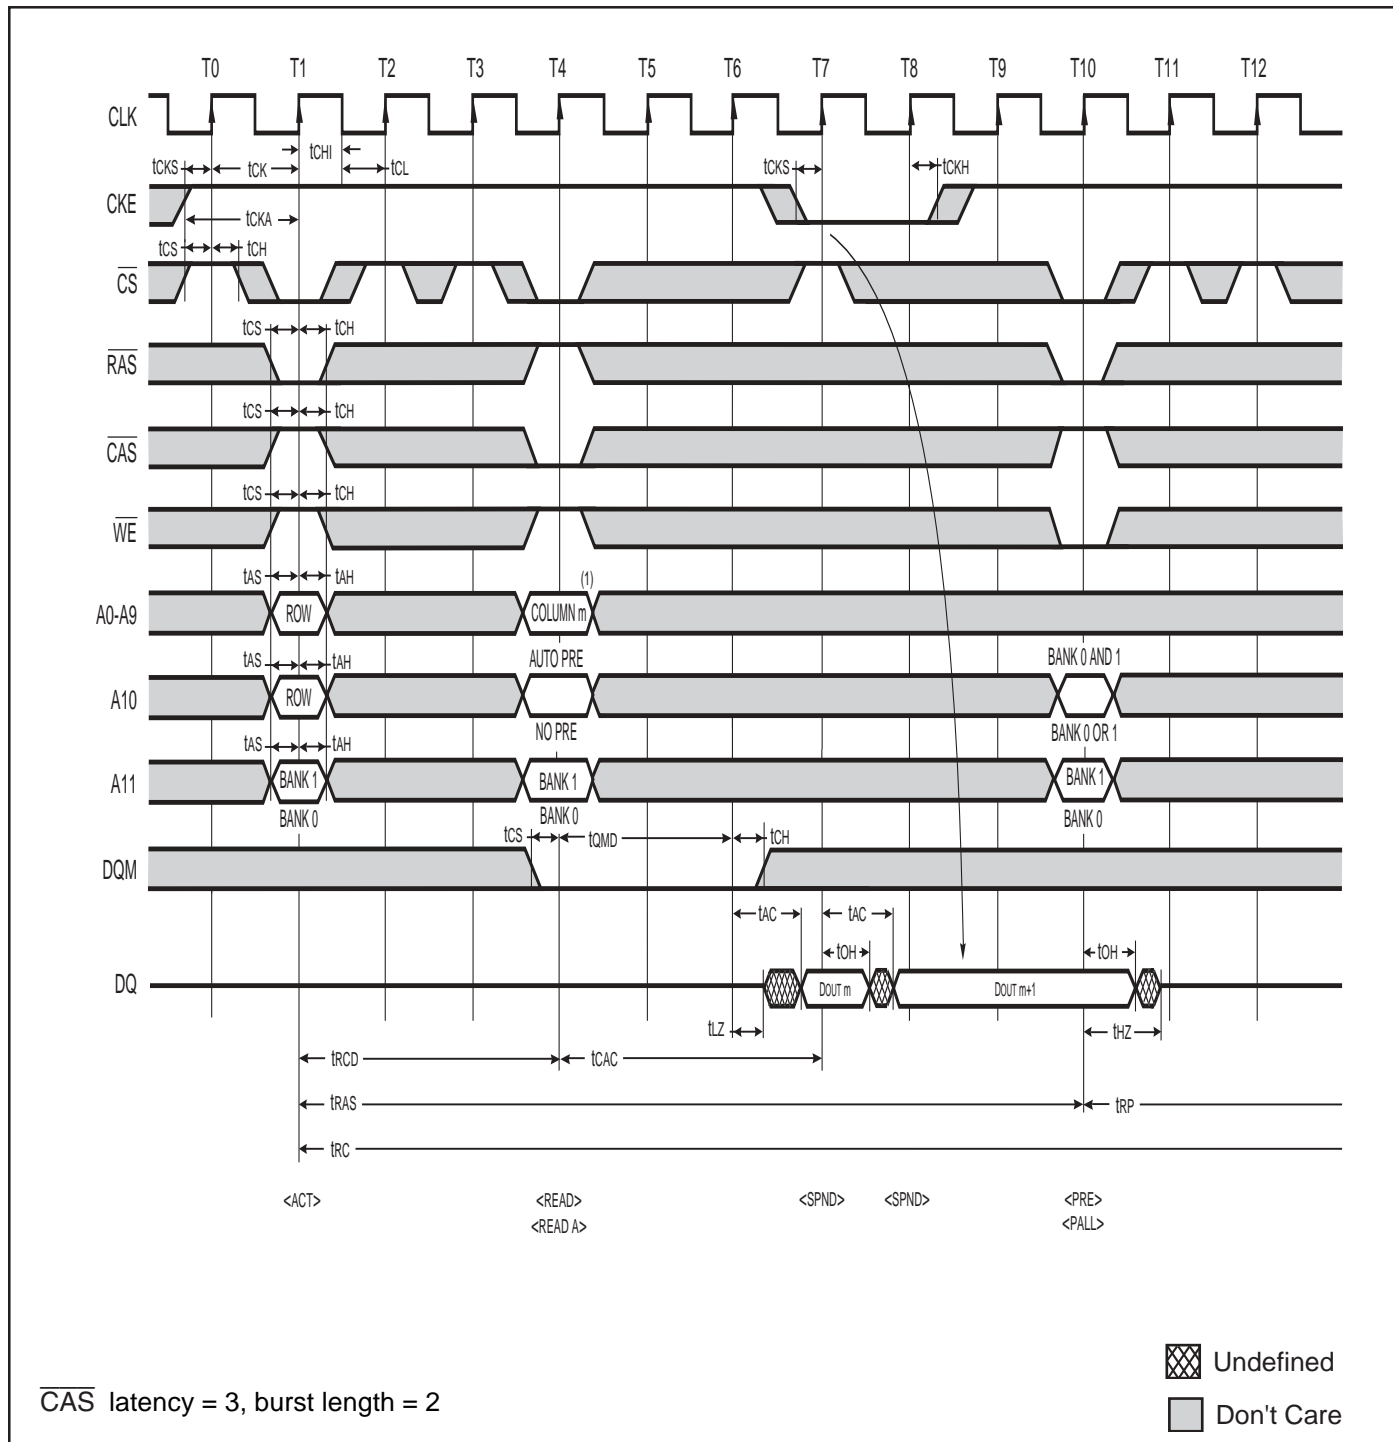 T0 T1 T2 T3 T4 T5 T6 T7 T8 T9 T10 T11 T12
CLK
tCHI
tCKS tCK tCL tCKS tCKH
CKE
tCKA
tCS tCH
CS
tCS tCH
RAS
tCS tCH
CAS
tCS tCH
WE
tAS tAH (1)
A0-A9 ROW COLUMN m
tAS tAH AUTO PRE BANK 0 AND 1
A10 ROW
NO PRE BANK 0 OR 1
tAS tAH
A11 BANK 1 BANK 1 BANK 1
BANK 0 BANK 0 BANK 0
tCS tQMD tCH
DQM
tAC tAC
tOH tOH
DQ DOUT m DOUT m+1
tLZ tHZ
tRCD tCAC
tRAS tRP
tRC
<ACT> <READ> <SPND> <SPND> <PRE>
<READ A> <PALL>
Undefined
CAS latency = 3, burst length = 2
Don't Care